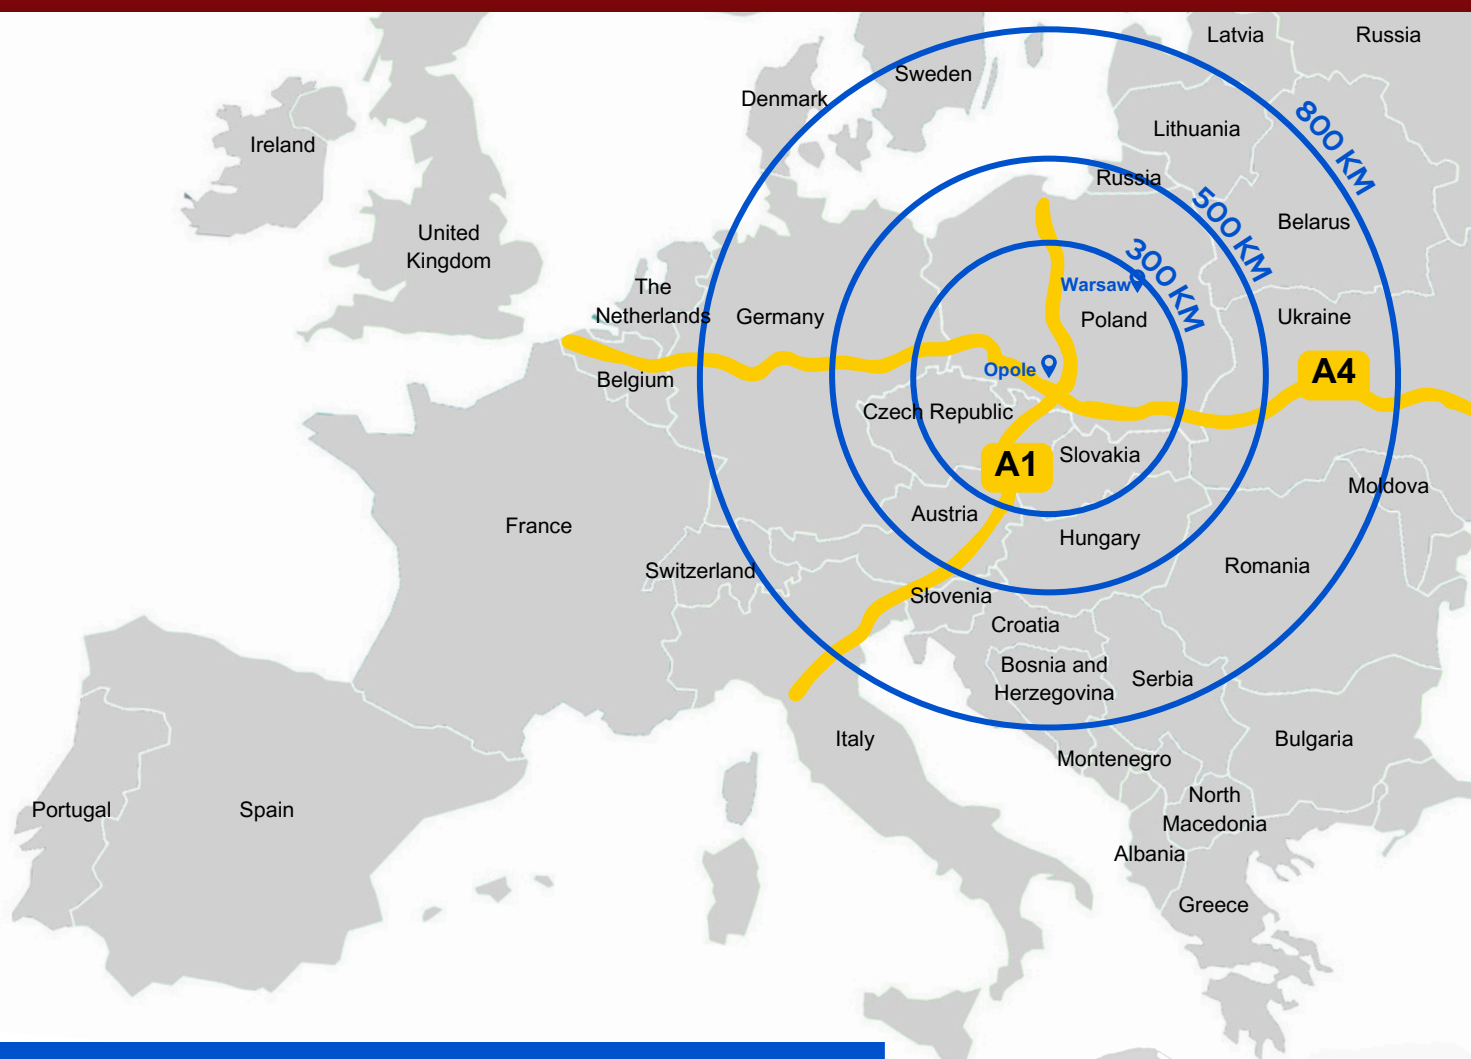 Latvia
Russia
Sweden
Denmark
800 KM
Lithuania
Ireland
Russia
500 KM
Belarus
United
Kingdom
300 KM
The
Netherlands
Warsaw
Germany
Poland
Ukraine
Opole
A4
Belgium
Czech Republic
Slovakia
A1
Moldova
Austria
France
Hungary
Switzerland
Romania
Słovenia
Croatia
Bosnia and
Herzegovina
Serbia
Italy
Bulgaria
Montenegro
North
Macedonia
Portugal
Spain
Albania
Greece